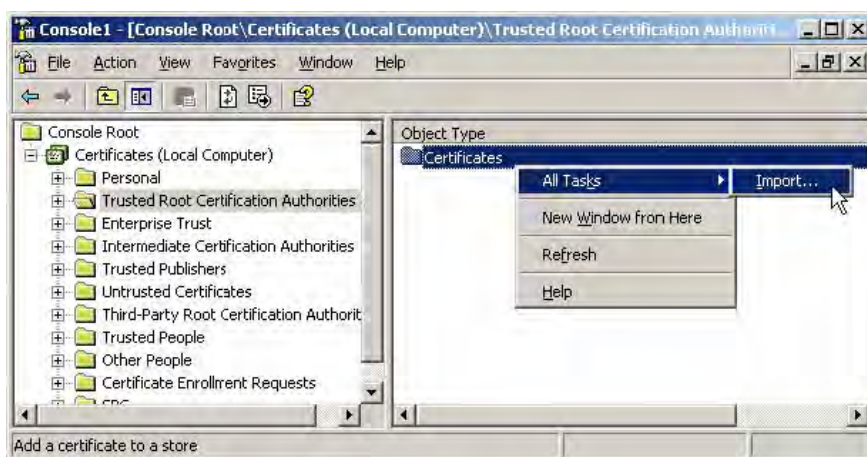 Console1 - [Console Root\Certificates (Local Computer)\Trusted Root Certification Authoriti...
File Action View Favorites Window Help
Console Root
Certificates (Local Computer)
Personal
Trusted Root Certification Authorities
Enterprise Trust
Intermediate Certification Authorities
Trusted Publishers
Untrusted Certificates
Third-Party Root Certification Authorit
Trusted People
Other People
Certificate Enrollment Requests
Object Type
Certificates
All Tasks
Import...
New Window from Here
Refresh
Help
Add a certificate to a store